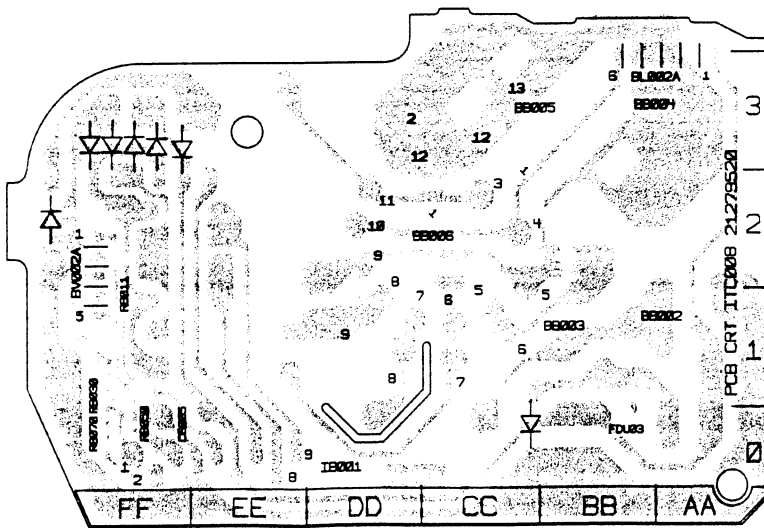 6 BL002A 1
13
BB005
BB004
3
2
12
12
3
11
10
BB006
4
2
9
1
BV002A
5
RB011
8
7
6
5
5
BB003
BB002
9
6
1
8
7
PCB CRT ITC008 21279520
RB070 RB030
RB050
FDU03
0
9
IB001
8
1
2
FF EE DD CC BB AA